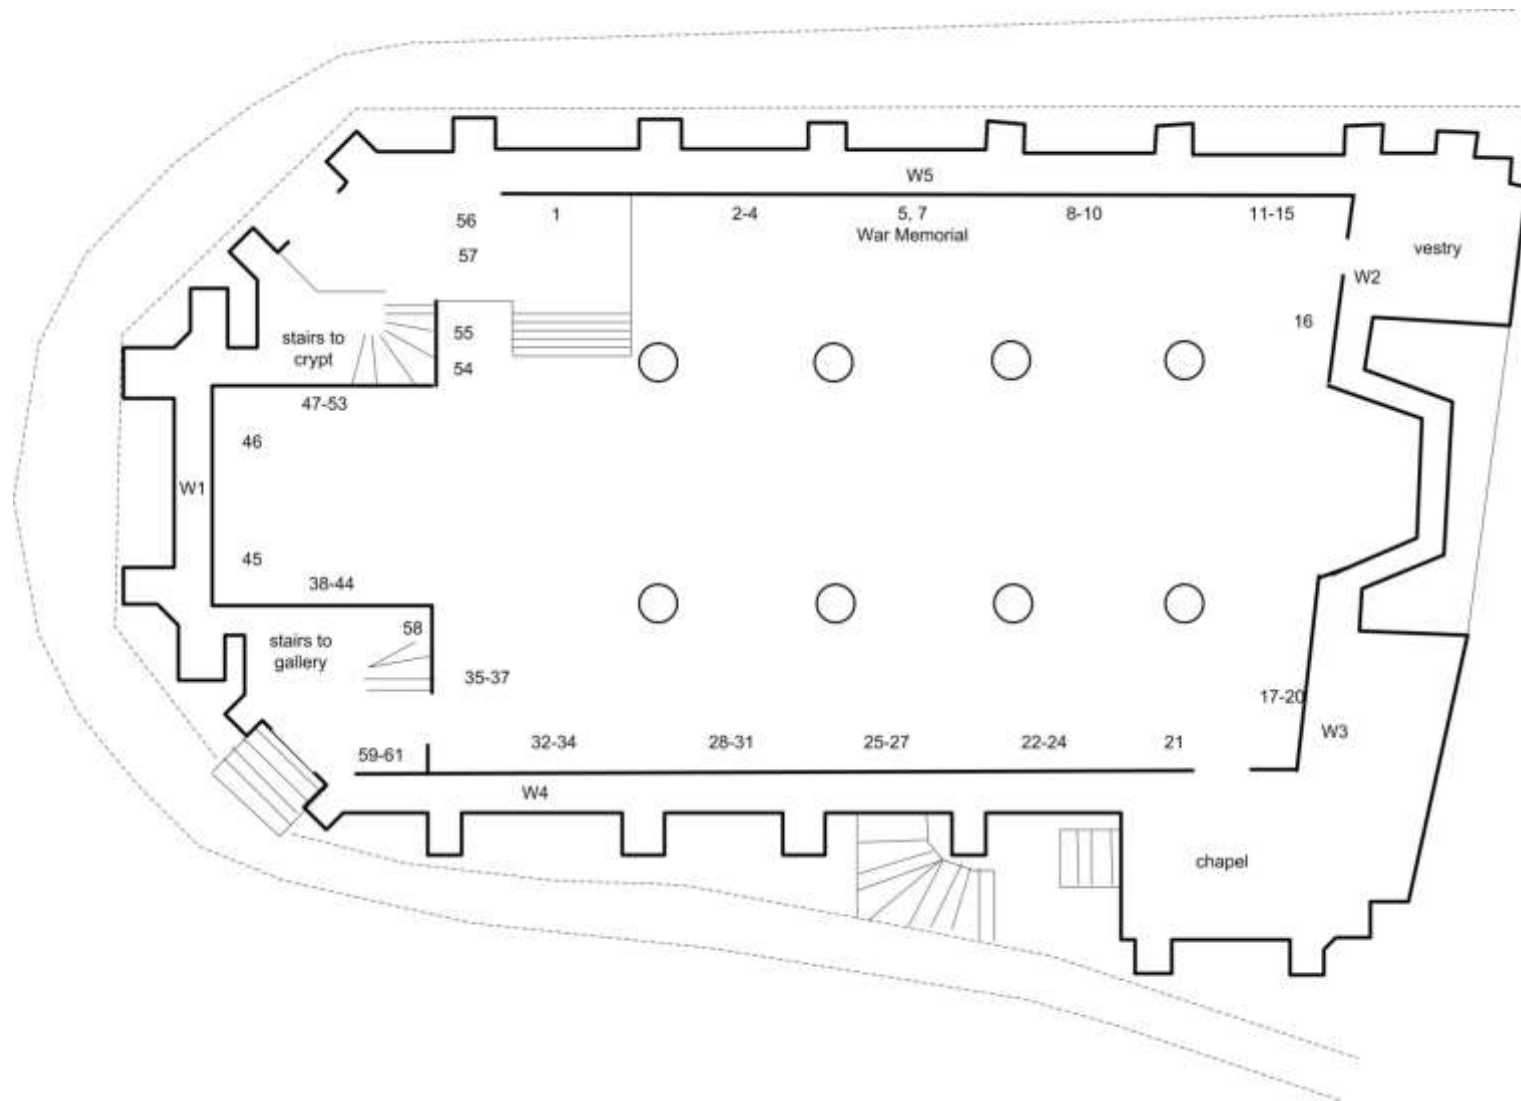 W5
1
2-4
5, 7
War Memorial
8-10
11-15
56
57
vestry
W2
16
stairs to
crypt
55
54
47-53
46
W1
45
38-44
58
stairs to
gallery
35-37
17-20
W3
59-61
32-34
28-31
25-27
22-24
21
W4
chapel